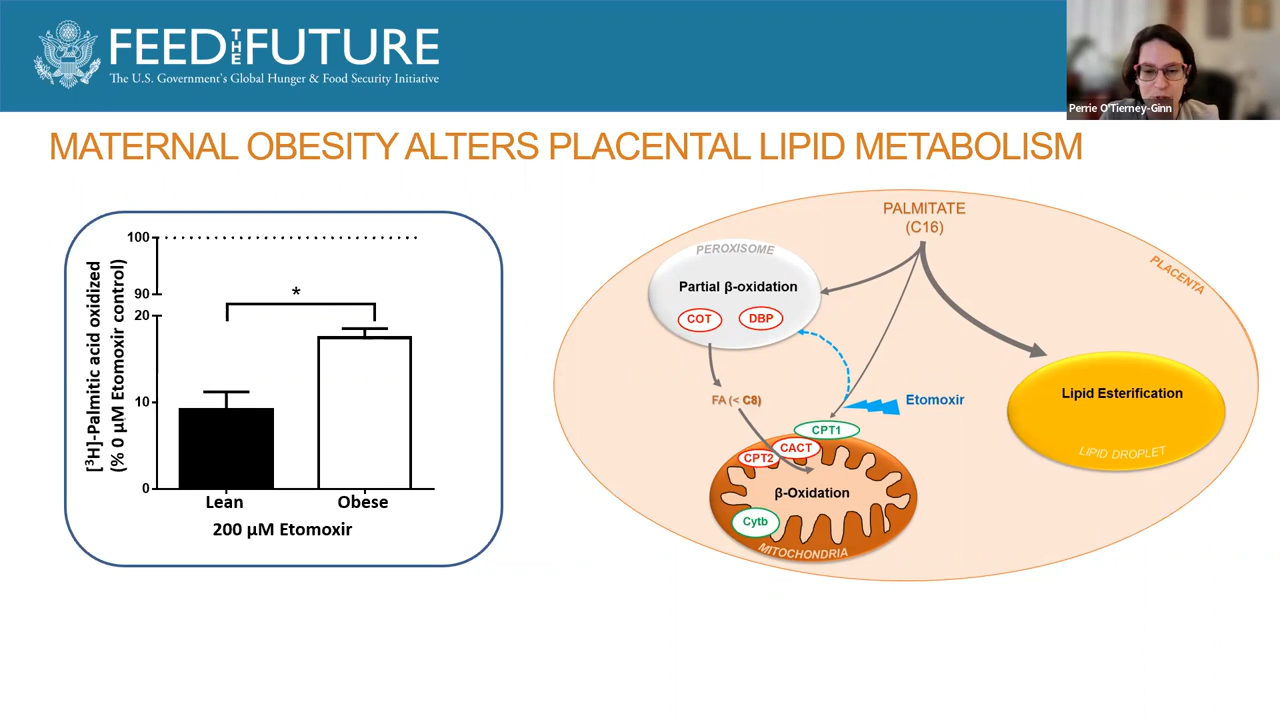 FEED THE FUTURE
The U.S. Government's Global Hunger & Food Security Initiative
Perrie O'Tierney-Ginn
MATERNAL OBESITY ALTERS PLACENTAL LIPID METABOLISM
[³H]-Palmitic acid oxidized
(% 0 µM Etomoxir control)
100
90
20
10
0
*
Lean
Obese
200 µM Etomoxir
PALMITATE
(C16)
PLACENTA
PEROXISOME
Partial β-oxidation
COT
DBP
FA (< C8)
Etomoxir
CPT1
CACT
CPT2
β-Oxidation
Cytb
MITOCHONDRIA
Lipid Esterification
LIPID DROPLET